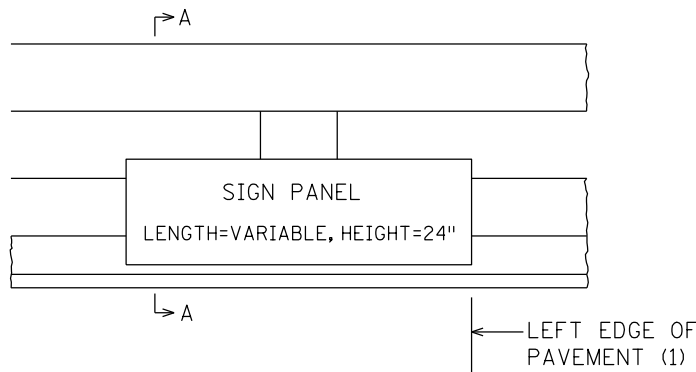 A
SIGN PANEL
LENGTH=VARIABLE, HEIGHT=24"
A
LEFT EDGE OF
PAVEMENT (1)